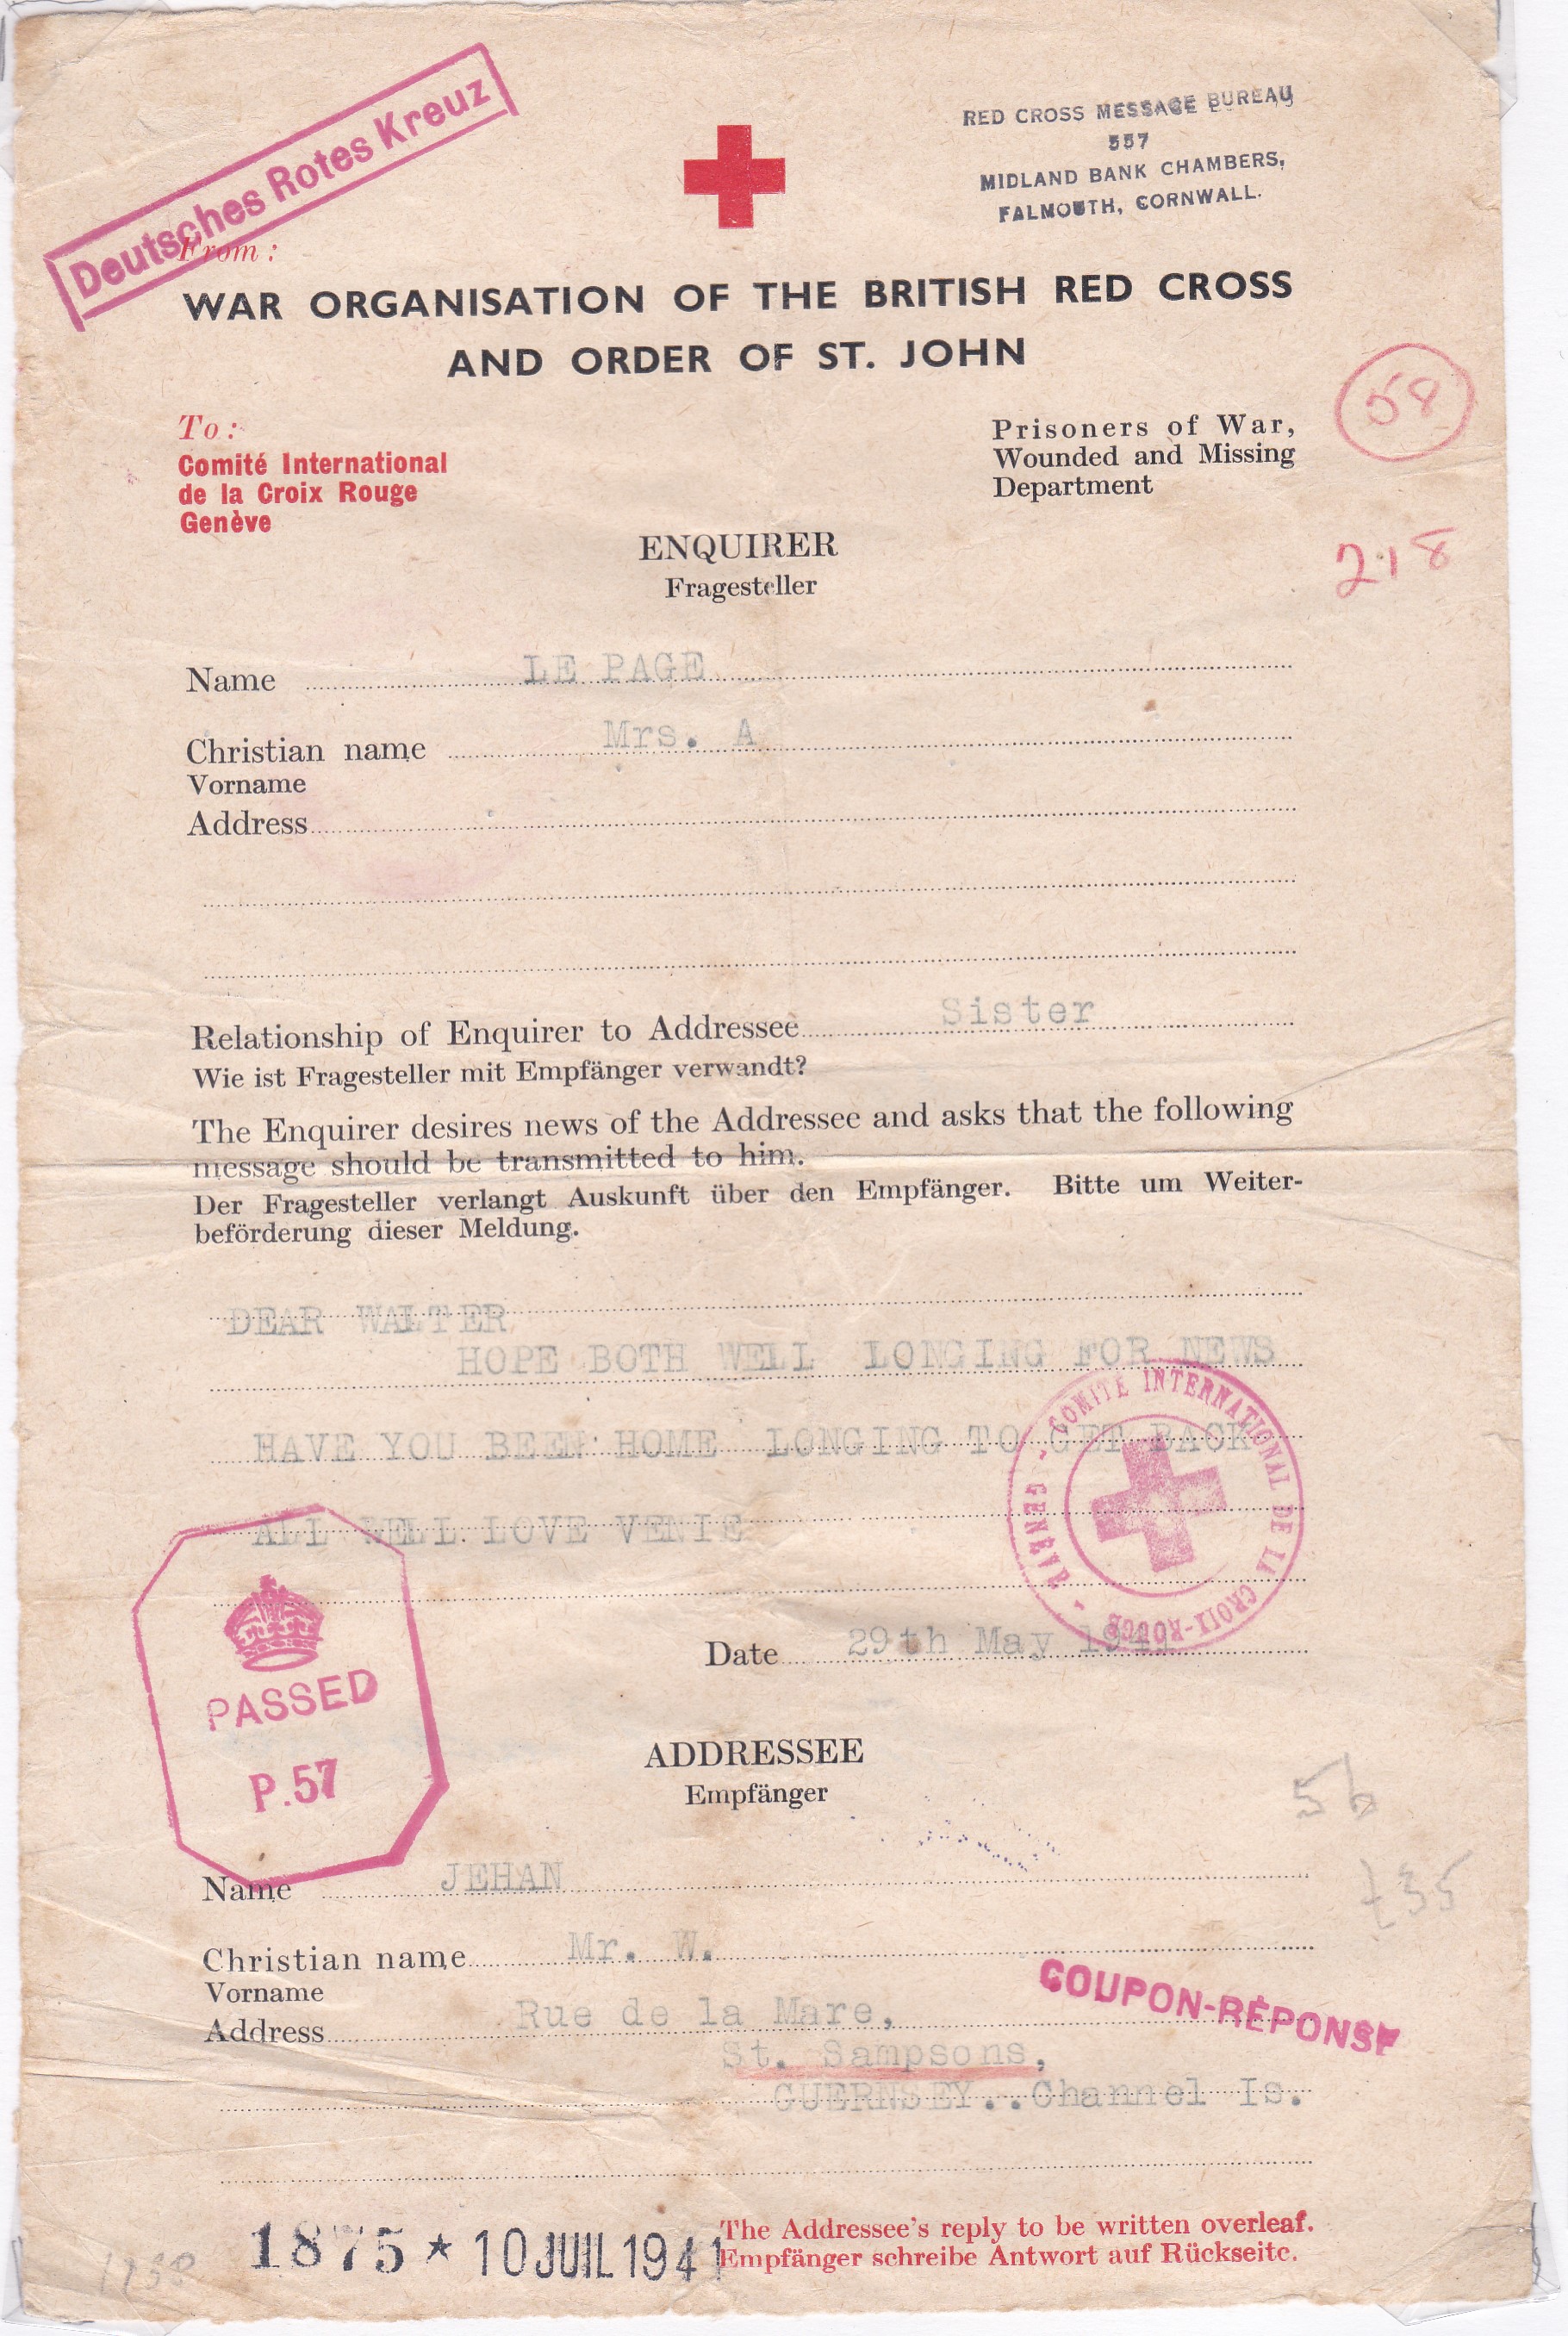 Deutsches Rotes Kreuz
RED CROSS MESSAGE BUREAU
557
MIDLAND BANK CHAMBERS,
FALMOUTH, CORNWALL.
From :
WAR ORGANISATION OF THE BRITISH RED CROSS
AND ORDER OF ST. JOHN
To :
Comité International
de la Croix Rouge
Genève
Prisoners of War,
Wounded and Missing
Department
58
218
ENQUIRER
Fragesteller
Name LE PAGE
Christian name Mrs. A
Vorname
Address
Relationship of Enquirer to Addressee Sister
Wie ist Fragesteller mit Empfänger verwandt?
The Enquirer desires news of the Addressee and asks that the following
message should be transmitted to him.
Der Fragesteller verlangt Auskunft über den Empfänger. Bitte um Weiter-
beförderung dieser Meldung.
DEAR WALTER
HOPE BOTH WELL LONGING FOR NEWS
HAVE YOU BEEN HOME LONGING TO GET BACK
ALL WELL LOVE VENIE
COMITÉ INTERNATIONAL DE LA CROIX-ROUGE - GENÈVE -
Date 29th May 1941
PASSED
P.57
ADDRESSEE
Empfänger
56
£35
Name JEHAN
Christian name Mr. W.
Vorname
Address Rue de la Mare,
St. Sampsons,
GUERNSEY..Channel Is.
COUPON-RÉPONSE
1875 * 10 JUIL 1941
The Addressee's reply to be written overleaf.
Empfänger schreibe Antwort auf Rückseite.